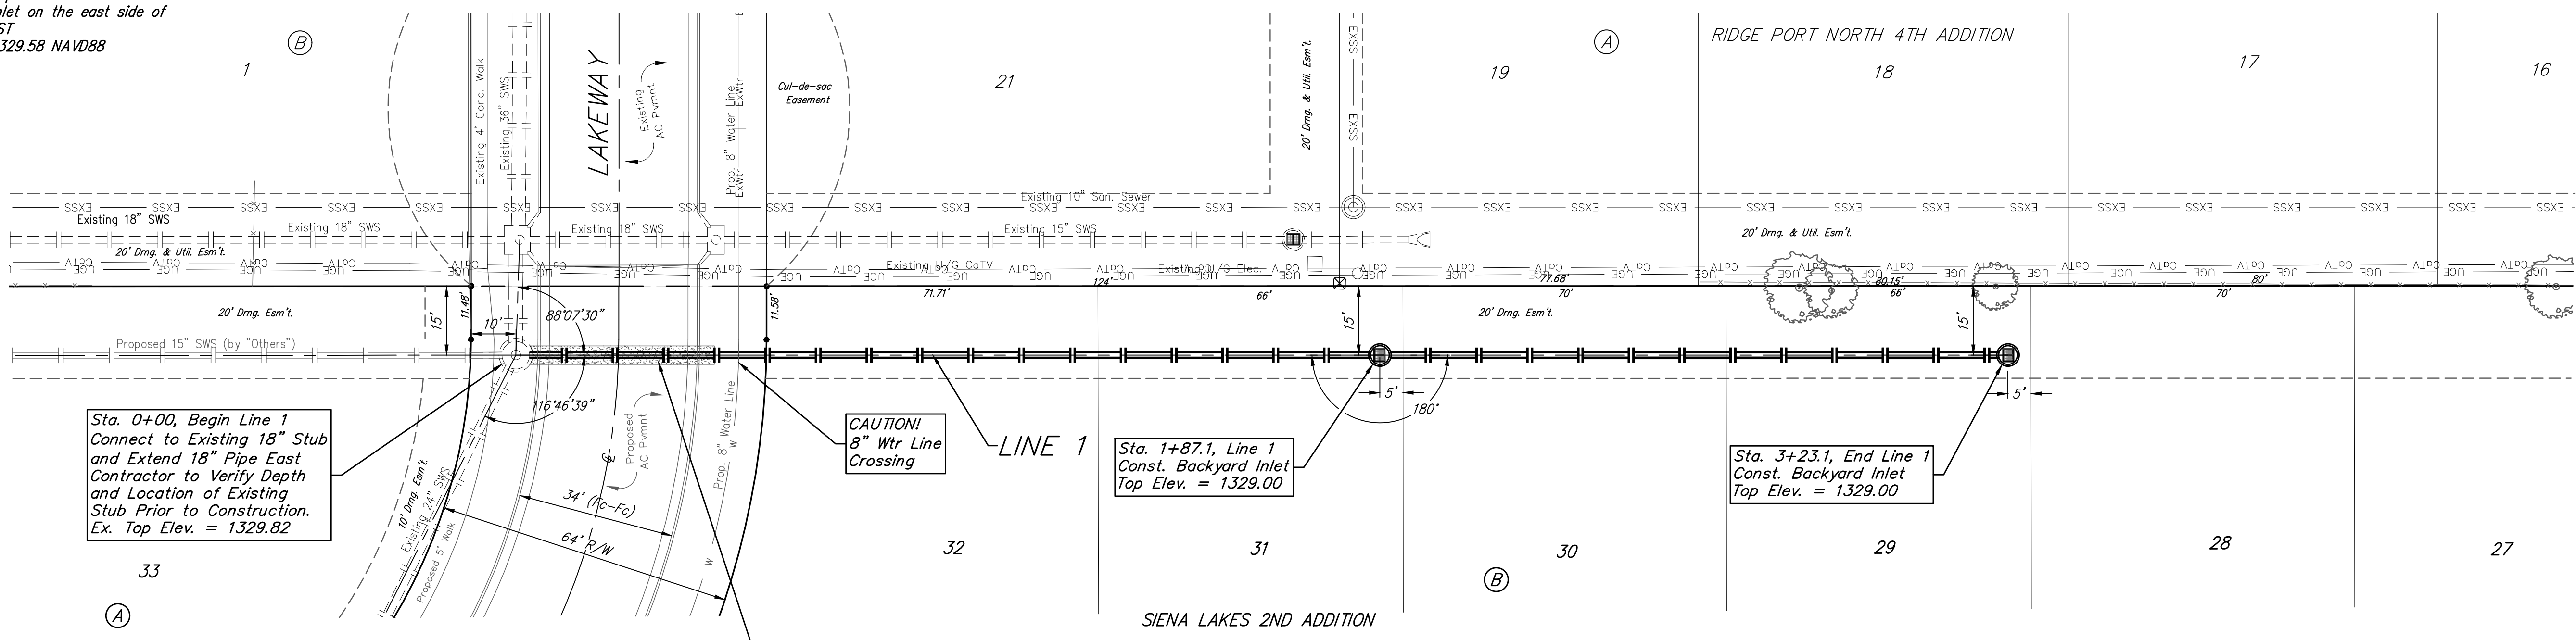 nlet on the east side of
ST
329.58 NAVD88
B
1
Existing 4' Conc. Walk
Existing 36" SWS
LAKEWAY
Existing
AC Pvmnt
Prop. 8" Water Line
ExWtr
ExWtr
Cul-de-sac
Easement
21
20' Drng. & Util. Esm't.
EXSS
EXSS
19
A
RIDGE PORT NORTH 4TH ADDITION
18
17
16
Existing 10" San. Sewer
Existing 18" SWS
Existing 18" SWS
Existing 18" SWS
Existing 15" SWS
20' Drng. & Util. Esm't.
20' Drng. & Util. Esm't.
Existing U/G CaTV
Existing U/G Elec.
20' Drng. Esm't.
15'
11.48'
10'
88°07'30"
11.58'
71.71'
124'
66'
15'
77.68'
70'
20' Drng. Esm't.
80.15'
66'
15'
80'
70'
Proposed 15" SWS (by "Others")
116°46'39"
5'
180°
5'
Sta. 0+00, Begin Line 1
Connect to Existing 18" Stub
and Extend 18" Pipe East
Contractor to Verify Depth
and Location of Existing
Stub Prior to Construction.
Ex. Top Elev. = 1329.82
10' Drng. Esm't.
Existing 24" SWS
Proposed 5' Walk
Proposed
AC Pvmnt
34' (Fc-Fc)
64' R/W
Prop. 8" Water Line
W
W
CAUTION!
8" Wtr Line
Crossing
LINE 1
Sta. 1+87.1, Line 1
Const. Backyard Inlet
Top Elev. = 1329.00
Sta. 3+23.1, End Line 1
Const. Backyard Inlet
Top Elev. = 1329.00
33
A
32
31
30
29
28
27
B
SIENA LAKES 2ND ADDITION